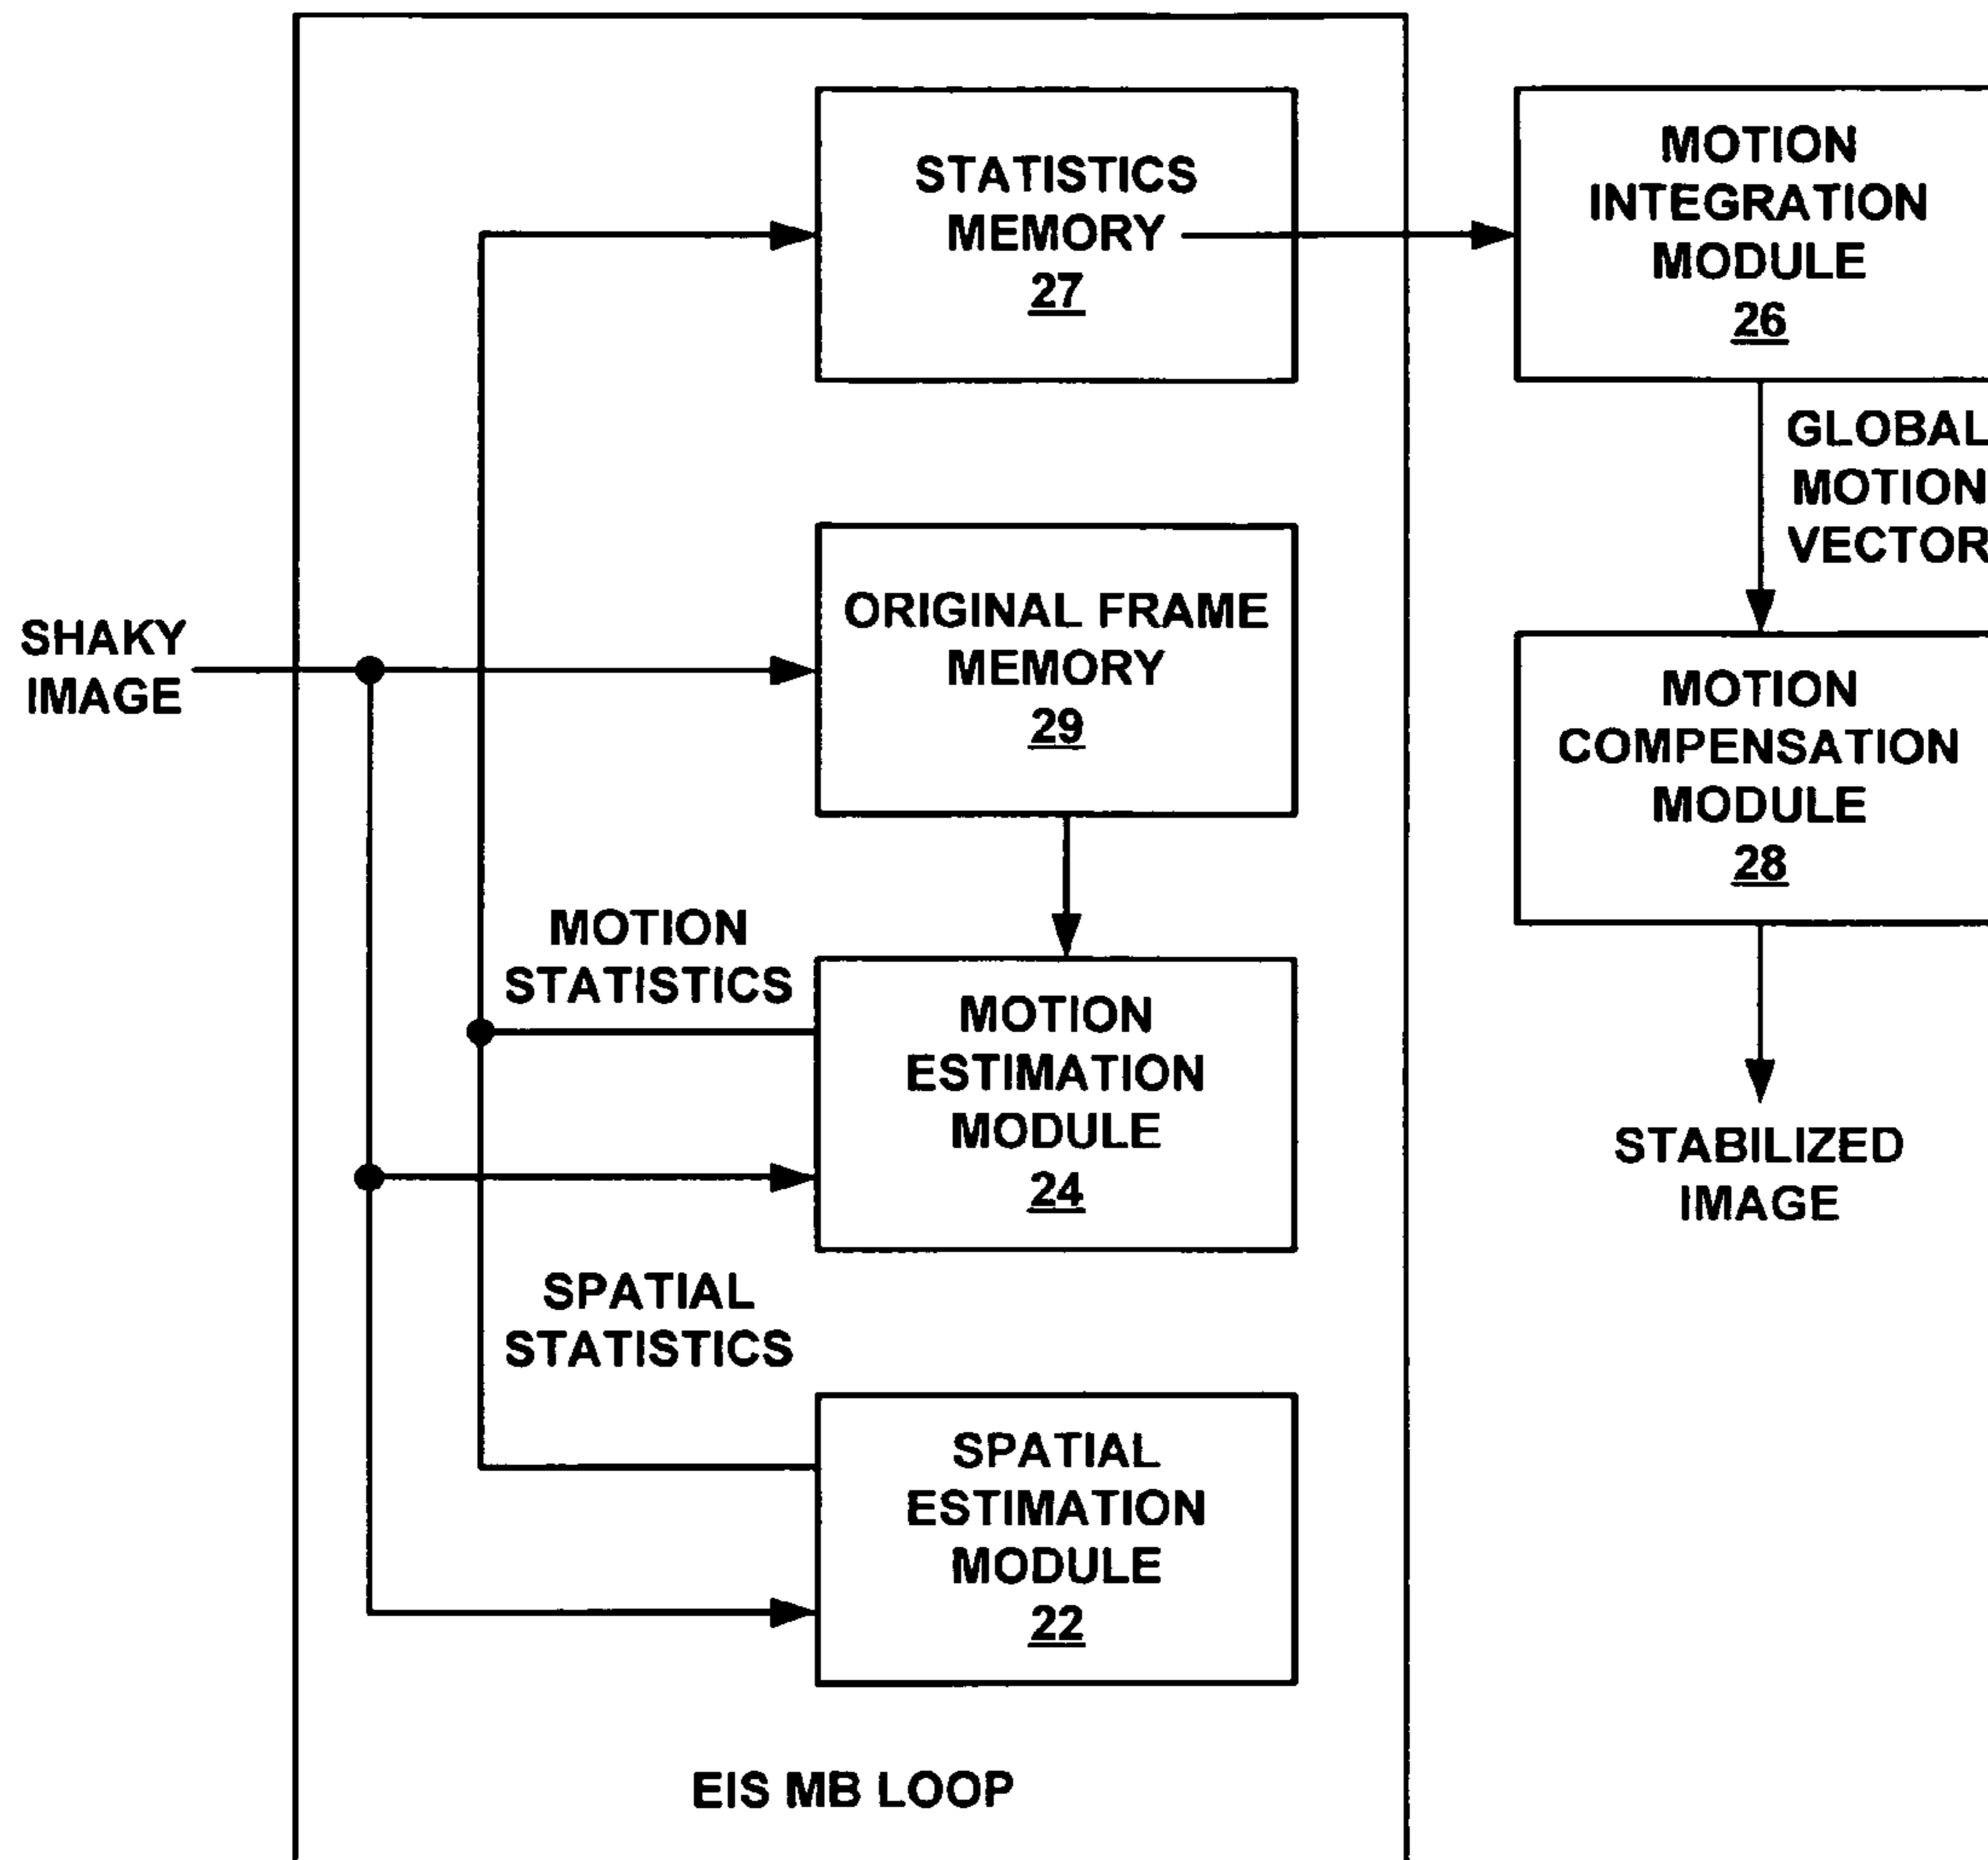 STATISTICS
MEMORY
27
MOTION
INTEGRATION
MODULE
26
GLOBAL
MOTION
VECTOR
SHAKY
IMAGE
ORIGINAL FRAME
MEMORY
29
MOTION
COMPENSATION
MODULE
28
MOTION
STATISTICS
MOTION
ESTIMATION
MODULE
24
STABILIZED
IMAGE
SPATIAL
STATISTICS
SPATIAL
ESTIMATION
MODULE
22
EIS MB LOOP